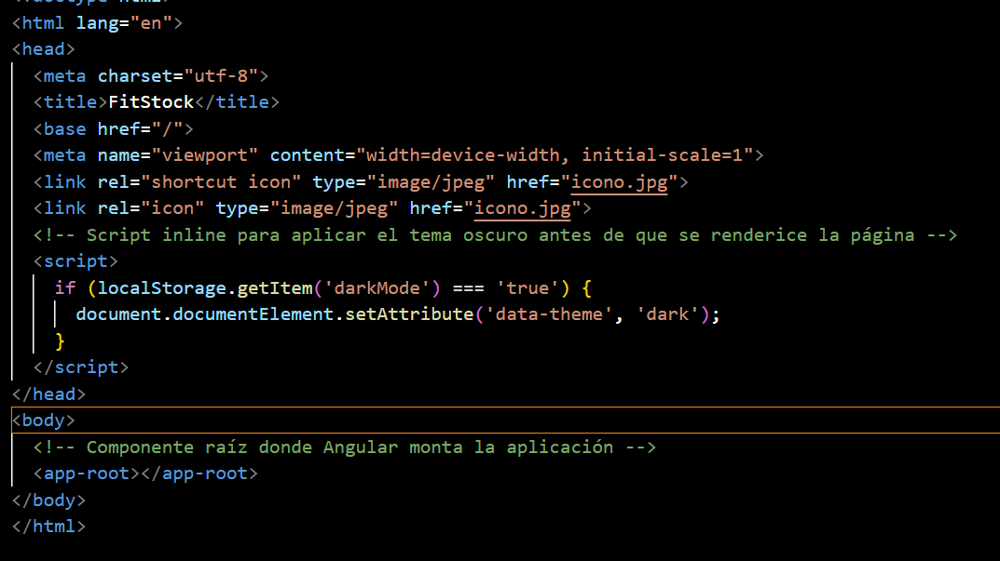 <!doctype html>
<html lang="en">
<head>
  <meta charset="utf-8">
  <title>FitStock</title>
  <base href="/">
  <meta name="viewport" content="width=device-width, initial-scale=1">
  <link rel="shortcut icon" type="image/jpeg" href="icono.jpg">
  <link rel="icon" type="image/jpeg" href="icono.jpg">
  <!-- Script inline para aplicar el tema oscuro antes de que se renderice la página -->
  <script>
    if (localStorage.getItem('darkMode') === 'true') {
      document.documentElement.setAttribute('data-theme', 'dark');
    }
  </script>
</head>
<body>
  <!-- Componente raíz donde Angular monta la aplicación -->
  <app-root></app-root>
</body>
</html>